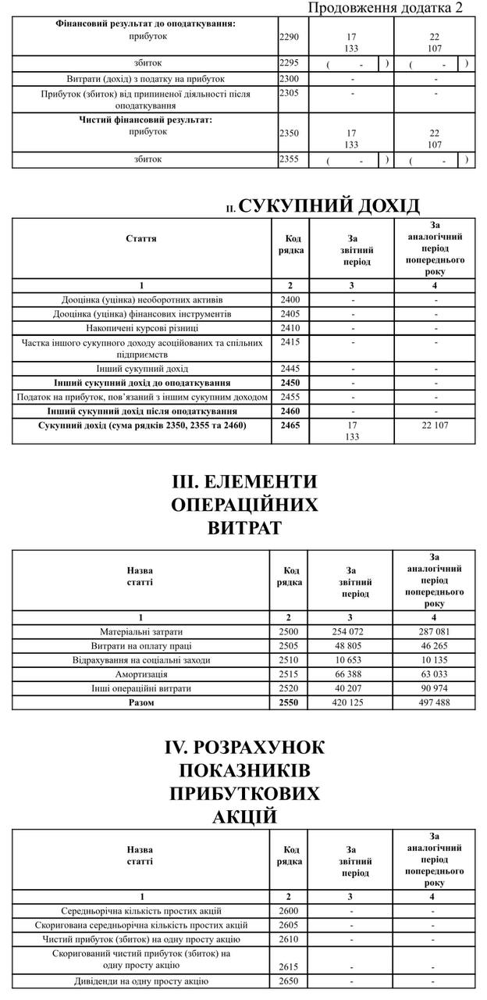 Продовження додатка 2
Фінансовий результат до оподаткування:
прибуток 2290 17 133 22 107
збиток 2295 ( - ) ( - )
Витрати (дохід) з податку на прибуток 2300 - -
Прибуток (збиток) від припиненої діяльності після 2305 - -
оподаткування
Чистий фінансовий результат:
прибуток 2350 17 133 22 107
збиток 2355 ( - ) ( - )
II. СУКУПНИЙ ДОХІД
Стаття Код рядка За звітний період За аналогічний період попереднього року
1 2 3 4
Дооцінка (уцінка) необоротних активів 2400 - -
Дооцінка (уцінка) фінансових інструментів 2405 - -
Накопичені курсові різниці 2410 - -
Частка іншого сукупного доходу асоційованих та спільних 2415 - -
підприємств
Інший сукупний дохід 2445 - -
Інший сукупний дохід до оподаткування 2450 - -
Податок на прибуток, пов’язаний з іншим сукупним доходом 2455 - -
Інший сукупний дохід після оподаткування 2460 - -
Сукупний дохід (сума рядків 2350, 2355 та 2460) 2465 17 133 22 107
III. ЕЛЕМЕНТИ
ОПЕРАЦІЙНИХ
ВИТРАТ
Назва статті Код рядка За звітний період За аналогічний період попереднього року
1 2 3 4
Матеріальні затрати 2500 254 072 287 081
Витрати на оплату праці 2505 48 805 46 265
Відрахування на соціальні заходи 2510 10 653 10 135
Амортизація 2515 66 388 63 033
Інші операційні витрати 2520 40 207 90 974
Разом 2550 420 125 497 488
IV. РОЗРАХУНОК
ПОКАЗНИКІВ
ПРИБУТКОВИХ
АКЦІЙ
Назва статті Код рядка За звітний період За аналогічний період попереднього року
1 2 3 4
Середньорічна кількість простих акцій 2600 - -
Скоригована середньорічна кількість простих акцій 2605 - -
Чистий прибуток (збиток) на одну просту акцію 2610 - -
Скоригований чистий прибуток (збиток) на
одну просту акцію 2615 - -
Дивіденди на одну просту акцію 2650 - -